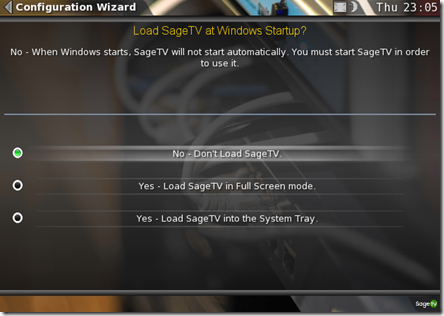 Configuration Wizard
Thu 23:05
Load SageTV at Windows Startup?
No - When Windows starts, SageTV will not start automatically. You must start SageTV in order
to use it.
No - Don't Load SageTV.
Yes - Load SageTV in Full Screen mode.
Yes - Load SageTV into the System Tray.
SageTV